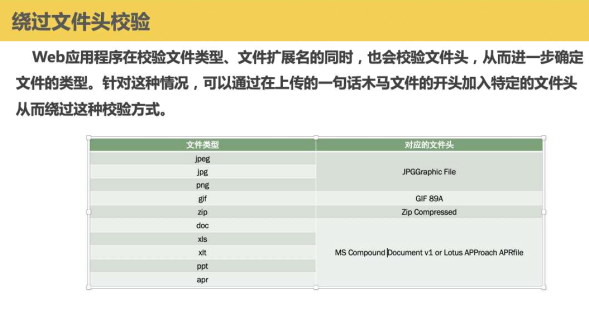 绕过文件头校验
Web应用程序在校验文件类型、文件扩展名的同时，也会校验文件头，从而进一步确定
文件的类型。针对这种情况，可以通过在上传的一句话木马文件的开头加入特定的文件头
从而绕过这种校验方式。
文件类型 对应的文件头
jpeg
jpg JPGGraphic File
png
gif GIF 89A
zip Zip Compressed
doc
xls
xlt MS Compound Document v1 or Lotus APProach APRfile
ppt
apr